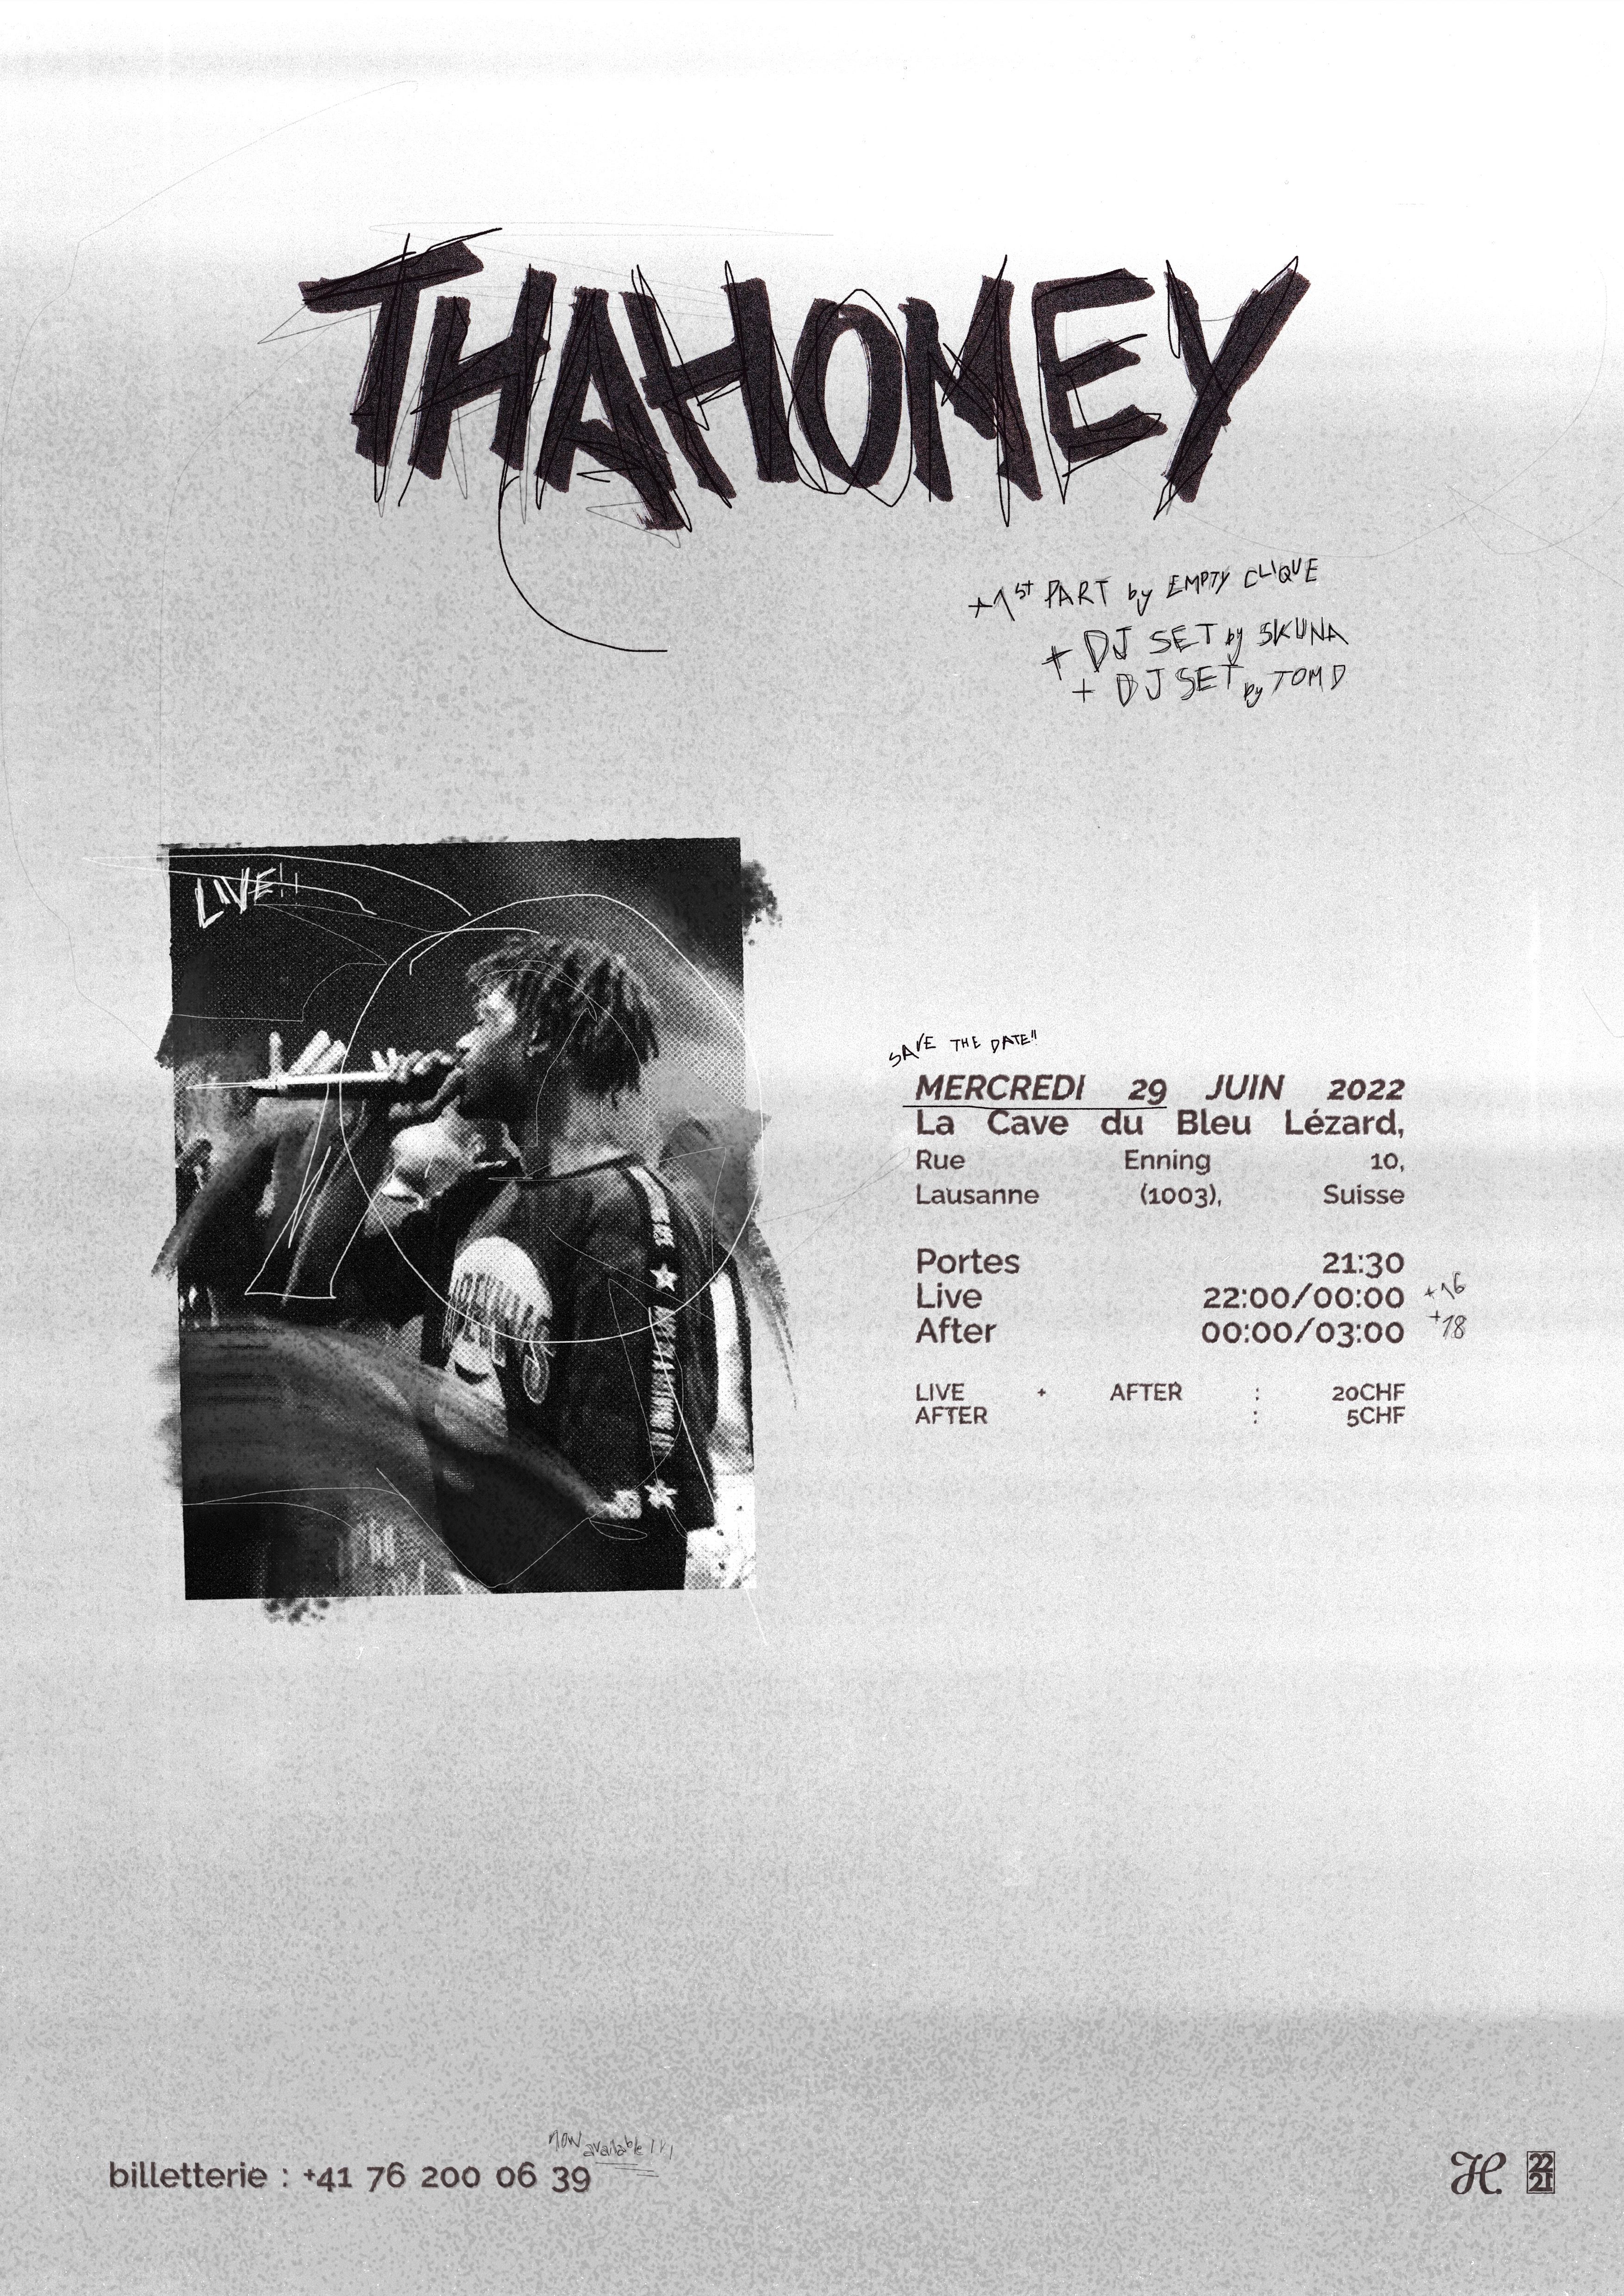 THAHOMEY
+1st PART by EMPTY CLIQUE
+ DJ SET by SKUNA
+ DJ SET by TOM D
LIVE!!
SAVE THE DATE!!
MERCREDI 29 JUIN 2022
La Cave du Bleu Lézard,
Rue Enning 10,
Lausanne (1003), Suisse
Portes 21:30
Live 22:00/00:00 +16
After 00:00/03:00 +18
LIVE + AFTER : 20CHF
AFTER : 5CHF
now available !!!
billetterie : +41 76 200 06 39
H.
22
21